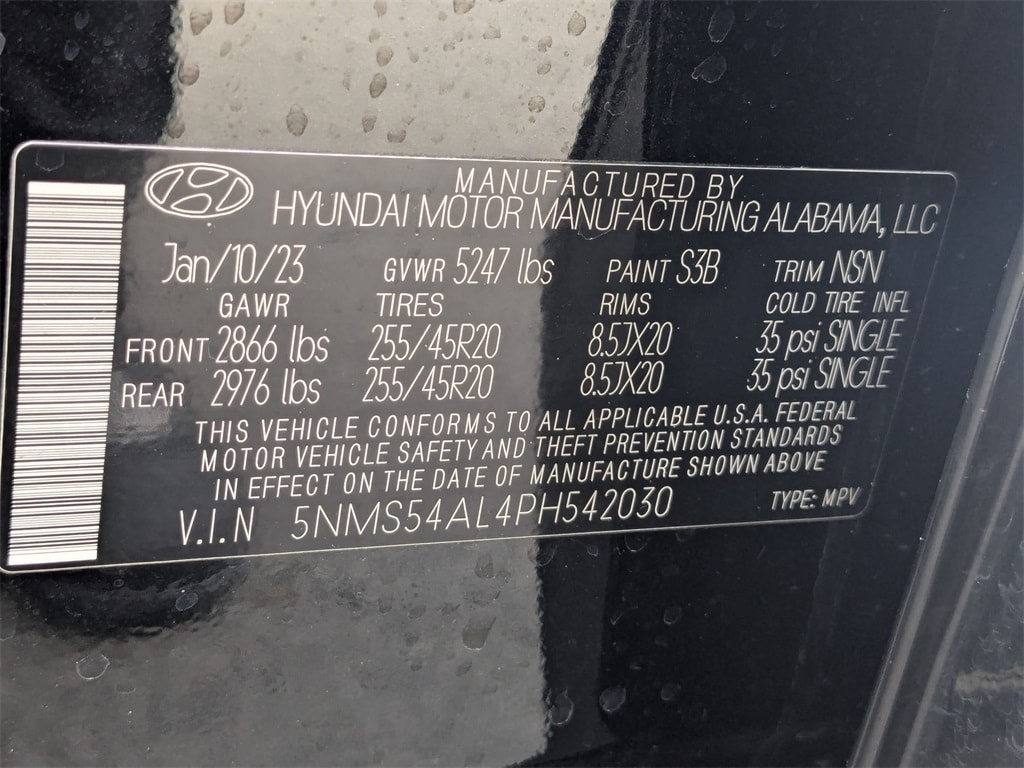 MANUFACTURED BY
HYUNDAI MOTOR MANUFACTURING ALABAMA, LLC
Jan/10/23 GVWR 5247 lbs PAINT S3B TRIM NSN
GAWR TIRES RIMS COLD TIRE INFL
FRONT 2866 lbs 255/45R20 8.5JX20 35 psi SINGLE
REAR 2976 lbs 255/45R20 8.5JX20 35 psi SINGLE
THIS VEHICLE CONFORMS TO ALL APPLICABLE U.S.A. FEDERAL
MOTOR VEHICLE SAFETY AND THEFT PREVENTION STANDARDS
IN EFFECT ON THE DATE OF MANUFACTURE SHOWN ABOVE
V.I.N 5NMS54AL4PH542030 TYPE: MPV